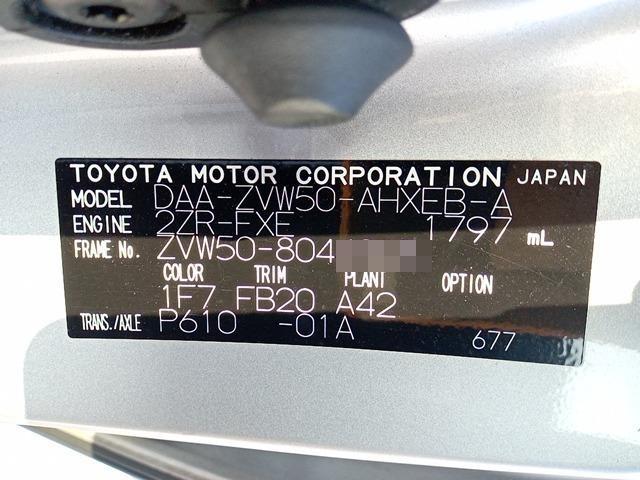 TOYOTA MOTOR CORPORATION JAPAN
MODEL DAA-ZVW50-AHXEB-A
ENGINE 2ZR-FXE 1797 mL
FRAME No. ZVW50-804
COLOR TRIM PLANT OPTION
1F7 FB20 A42
TRANS./AXLE P610 -01A
677